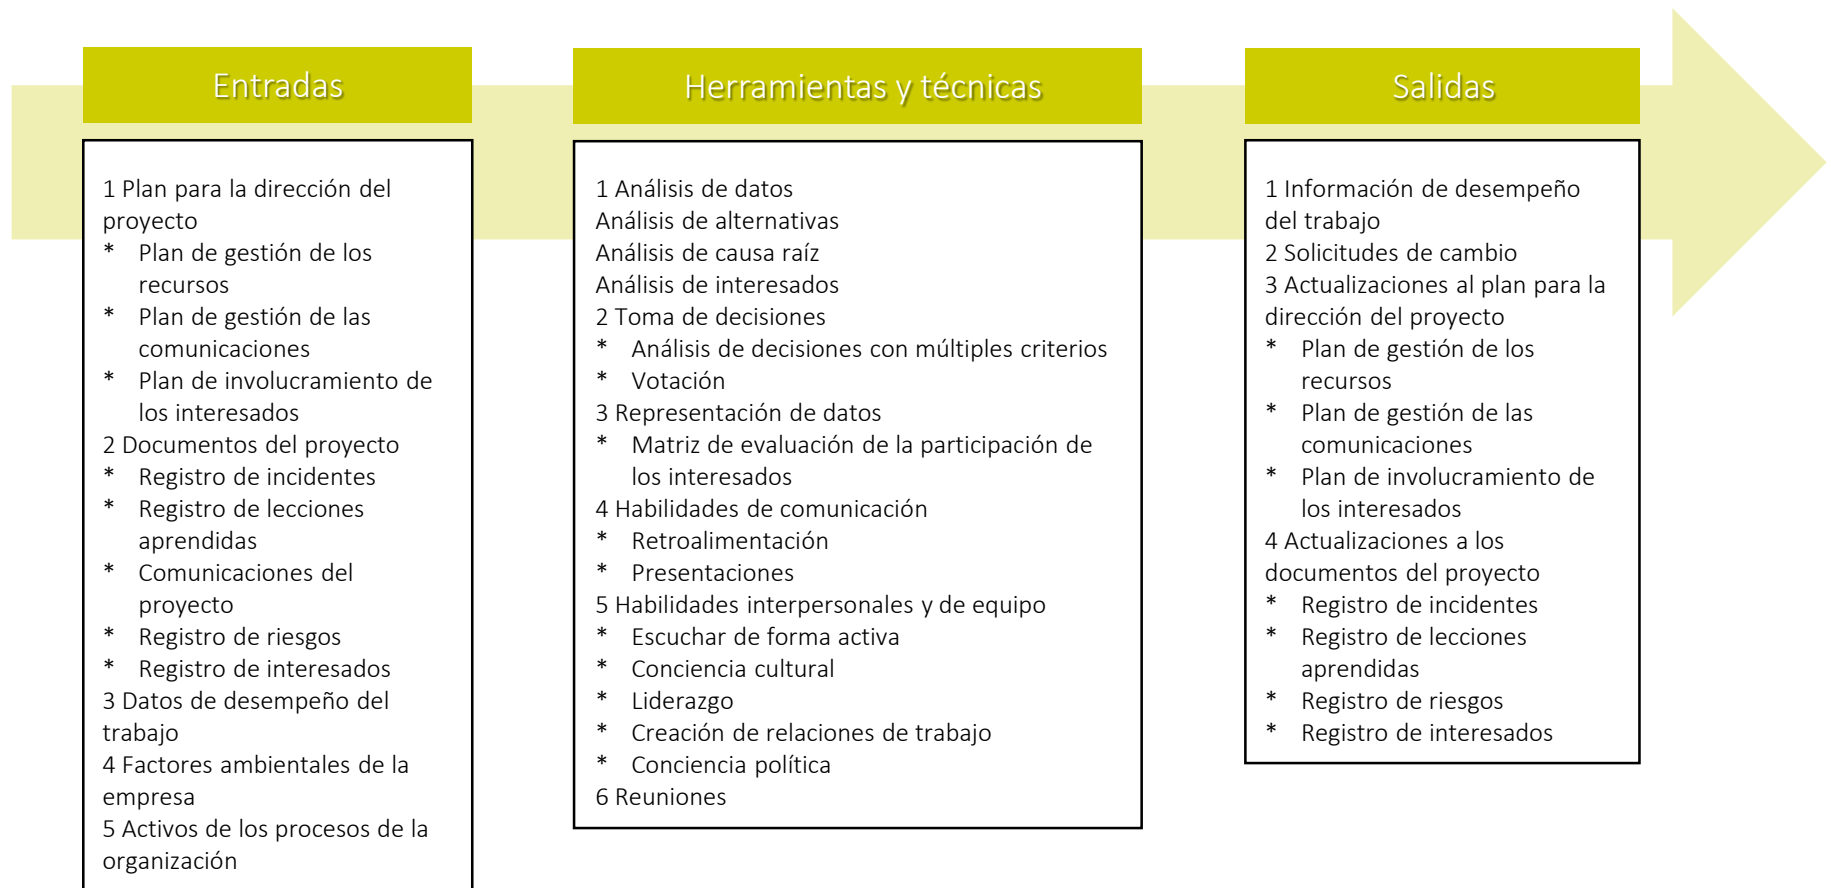 Entradas
1 Plan para la dirección del
proyecto
* Plan de gestión de los
recursos
* Plan de gestión de las
comunicaciones
* Plan de involucramiento de
los interesados
2 Documentos del proyecto
* Registro de incidentes
* Registro de lecciones
aprendidas
* Comunicaciones del
proyecto
* Registro de riesgos
* Registro de interesados
3 Datos de desempeño del
trabajo
4 Factores ambientales de la
empresa
5 Activos de los procesos de la
organización
Herramientas y técnicas
1 Análisis de datos
Análisis de alternativas
Análisis de causa raíz
Análisis de interesados
2 Toma de decisiones
* Análisis de decisiones con múltiples criterios
* Votación
3 Representación de datos
* Matriz de evaluación de la participación de
los interesados
4 Habilidades de comunicación
* Retroalimentación
* Presentaciones
5 Habilidades interpersonales y de equipo
* Escuchar de forma activa
* Conciencia cultural
* Liderazgo
* Creación de relaciones de trabajo
* Conciencia política
6 Reuniones
Salidas
1 Información de desempeño
del trabajo
2 Solicitudes de cambio
3 Actualizaciones al plan para la
dirección del proyecto
* Plan de gestión de los
recursos
* Plan de gestión de las
comunicaciones
* Plan de involucramiento de
los interesados
4 Actualizaciones a los
documentos del proyecto
* Registro de incidentes
* Registro de lecciones
aprendidas
* Registro de riesgos
* Registro de interesados